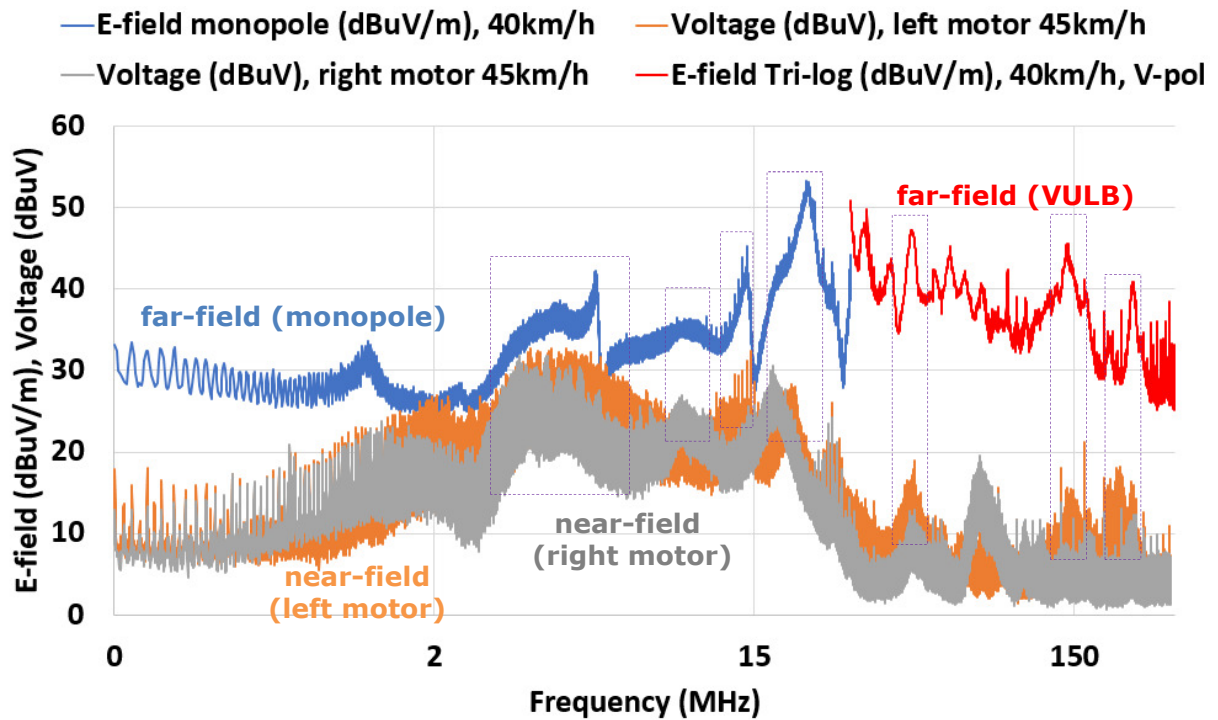 E-field monopole (dBuV/m), 40km/h
Voltage (dBuV), left motor 45km/h
Voltage (dBuV), right motor 45km/h
E-field Tri-log (dBuV/m), 40km/h, V-pol
E-field (dBuV/m), Voltage (dBuV)
60
50
40
30
20
10
0
far-field (monopole)
far-field (VULB)
near-field
(left motor)
near-field
(right motor)
0
2
15
150
Frequency (MHz)